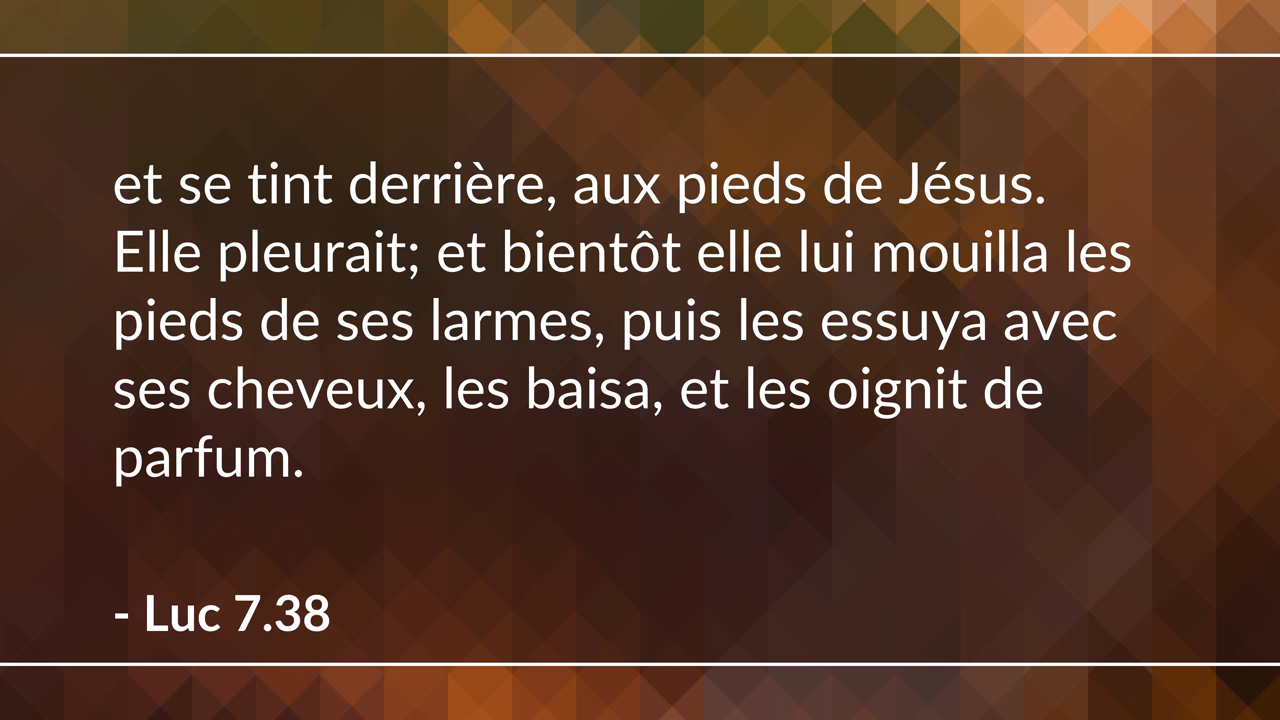 et se tint derrière, aux pieds de Jésus.
Elle pleurait; et bientôt elle lui mouilla les
pieds de ses larmes, puis les essuya avec
ses cheveux, les baisa, et les oignit de
parfum.
- Luc 7.38